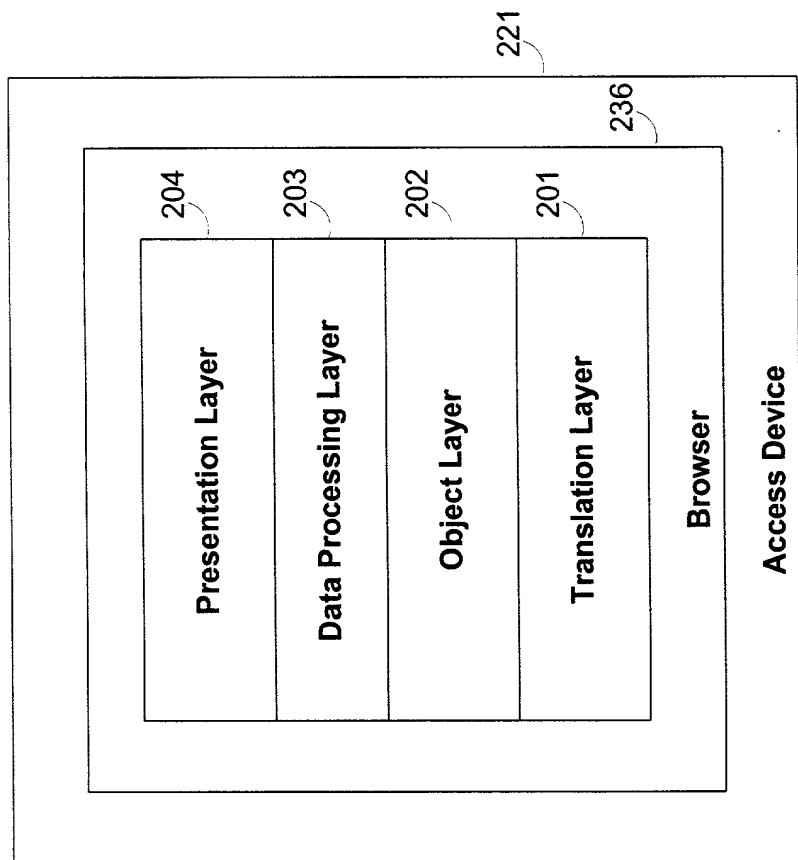 221
236
204
Presentation Layer
203
Data Processing Layer
202
Object Layer
201
Translation Layer
Browser
Access Device